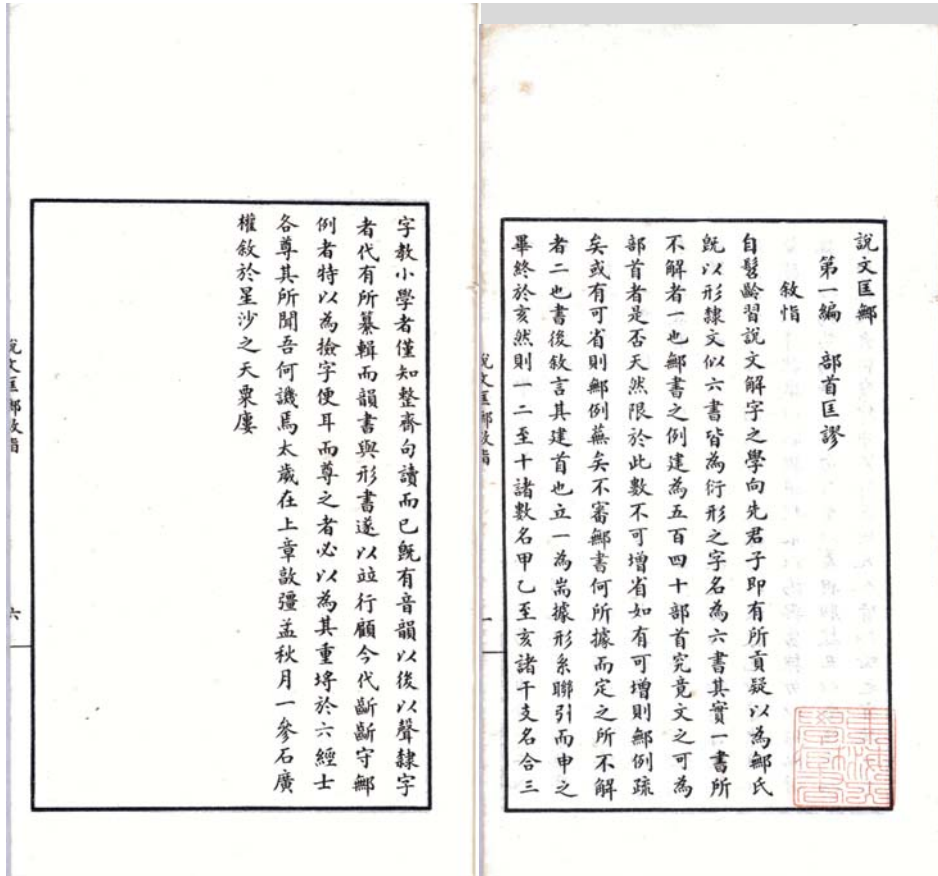 說文匡鄦
第一編　部首匡謬
敘恉
自髫齡習說文解字之學向先君子即有所貢疑以為鄦氏
既以形隸文似六書皆為衍形之字名為六書其實一書所
不解者一也鄦書之例建為五百四十部首究竟文之可為
部首者是否天然限於此數不可增省如有可增則鄦例疏
矣或有可省則鄦例蕪矣不審鄦書何所據而定之所不解
者二也書後敘言其建首也立一為耑據形系聯引而申之
畢終於亥然則一二至十諸數名甲乙至亥諸干支名合三
說文匡鄦敘恉
一
字教小學者僅知整齊句讀而已既有音韻以後以聲隸字
者代有所纂輯而韻書與形書遂以竝行顧今代齗齗守鄦
例者特以為撿字便耳而尊之者必以為其重埒於六經士
各尊其所聞吾何譏焉太歲在上章敦彊孟秋月一參石廣
權敘於星沙之天粟廔
說文匡鄦敘恉
六